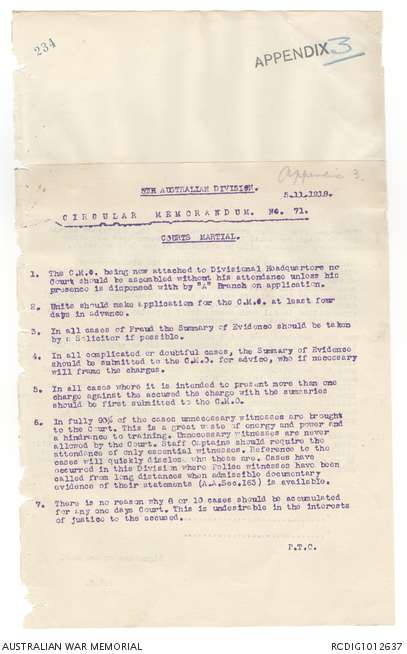 234
APPENDIX 3
Appendix 3.
5TH AUSTRALIAN DIVISION.
5.11.1918.
CIRCULAR MEMORANDUM. No. 71.
COURTS MARTIAL.
1. The C.M.O. being now attached to Divisional Headquarters no
Court should be assembled without his attendance unless his
presence is dispensed with by "A" Branch on application.
2. Units should make application for the C.M.O. at least four
days in advance.
3. In all cases of Fraud the Summary of Evidence should be taken
by a Solicitor if possible.
4. In all complicated or doubtful cases, the Summary of Evidence
should be submitted to the C.M.O. for advice, who if necessary
will frame the charges.
5. In all cases where it is intended to present more than one
charge against the accused the charge with the summaries
should be first submitted to the C.M.O.
6. In fully 90% of the cases unnecessary witnesses are brought
to the Court. This is a great waste of energy and power and
a hindrance to training. Unnecessary witnesses are never
allowed by the Court. Staff Captains should require the
attendance of only essential witnesses. Reference to the
cases will quickly disclose who these are. Cases have
occurred in this Division where Police witnesses have been
called from long distances when admissible documentary
evidence of their statements (A.A.Sec.163) is available.
7. There is no reason why 8 or 10 cases should be accumulated
for any one days Court. This is undesirable in the interests
of justice to the accused.
P.T.O.
AUSTRALIAN WAR MEMORIAL
RCDIG1012637